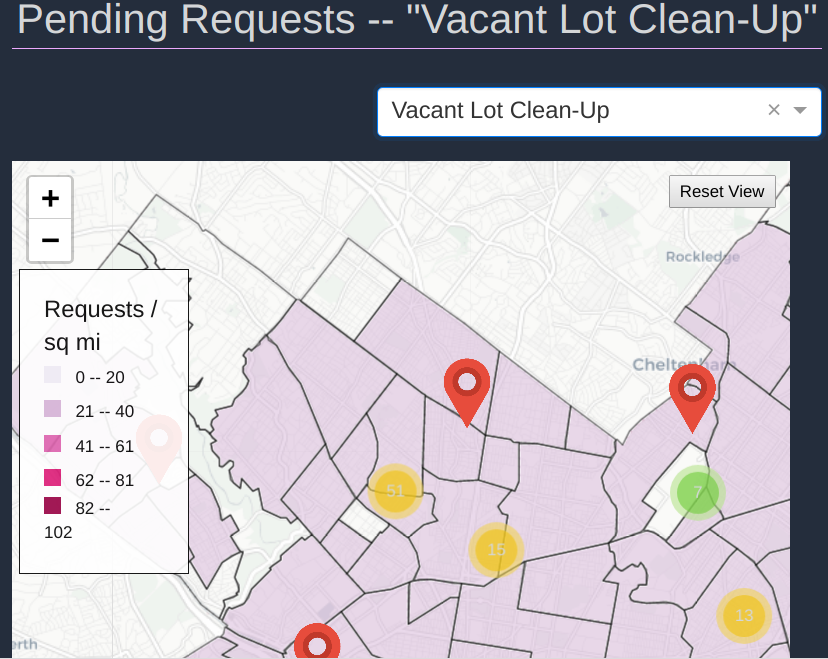 Pending Requests -- "Vacant Lot Clean-Up"
Vacant Lot Clean-Up × 
+
Reset View
−
Rockledge
Requests /
sq mi
Cheltenham
0 -- 20
21 -- 40
41 -- 61
62 -- 81
82 --
102
51
7
15
13
erth